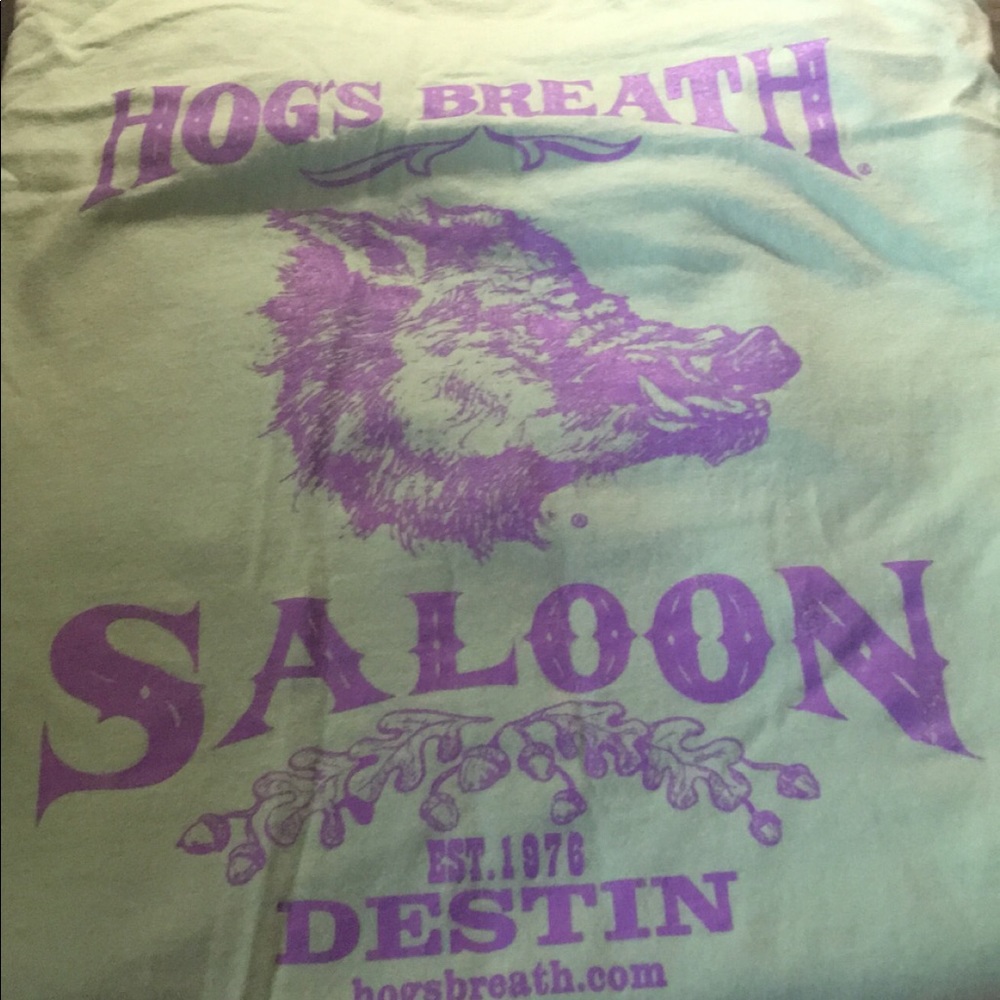 HOG'S BREATH®
®
SALOON
EST.1976
DESTIN
hogsbreath.com